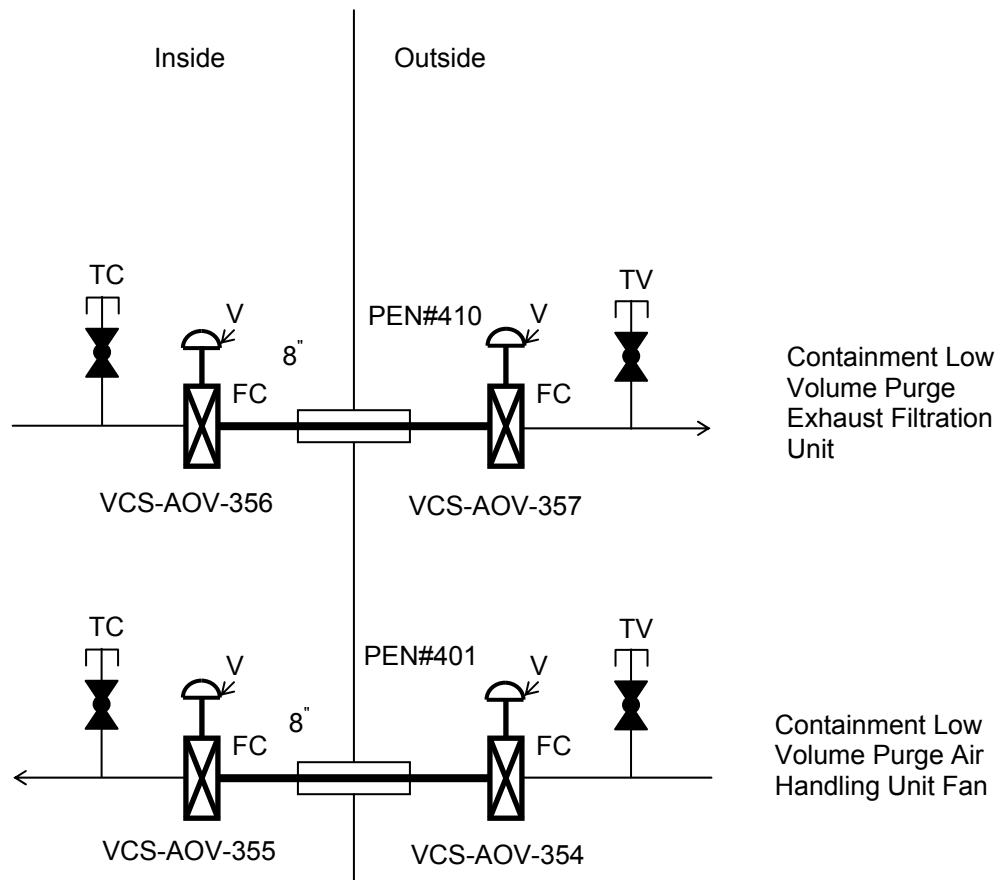 Inside
Outside
TC
V
8"
FC
PEN#410
V
FC
TV
Containment Low
Volume Purge
Exhaust Filtration
Unit
VCS-AOV-356
VCS-AOV-357
TC
V
8"
FC
PEN#401
V
FC
TV
Containment Low
Volume Purge Air
Handling Unit Fan
VCS-AOV-355
VCS-AOV-354